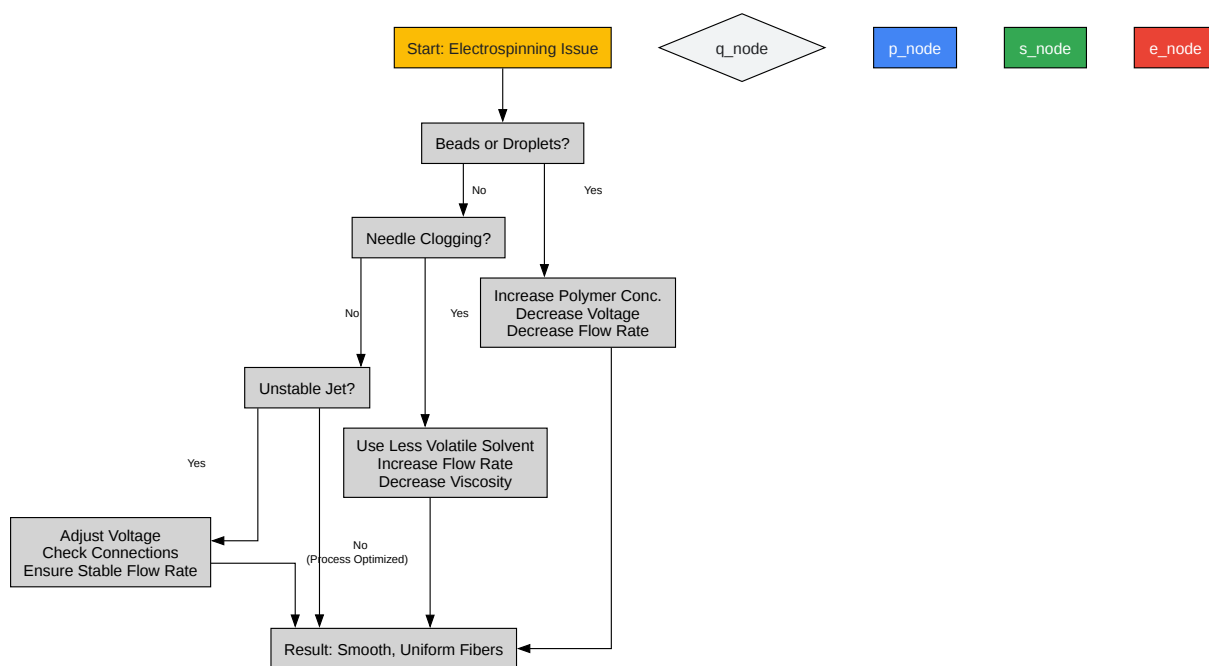 Start: Electrospinning Issue
q_node
p_node
s_node
e_node
Beads or Droplets?
No
Yes
Needle Clogging?
Increase Polymer Conc.
Decrease Voltage
Decrease Flow Rate
No
Yes
Unstable Jet?
Use Less Volatile Solvent
Increase Flow Rate
Decrease Viscosity
Yes
Adjust Voltage
Check Connections
Ensure Stable Flow Rate
No
(Process Optimized)
Result: Smooth, Uniform Fibers